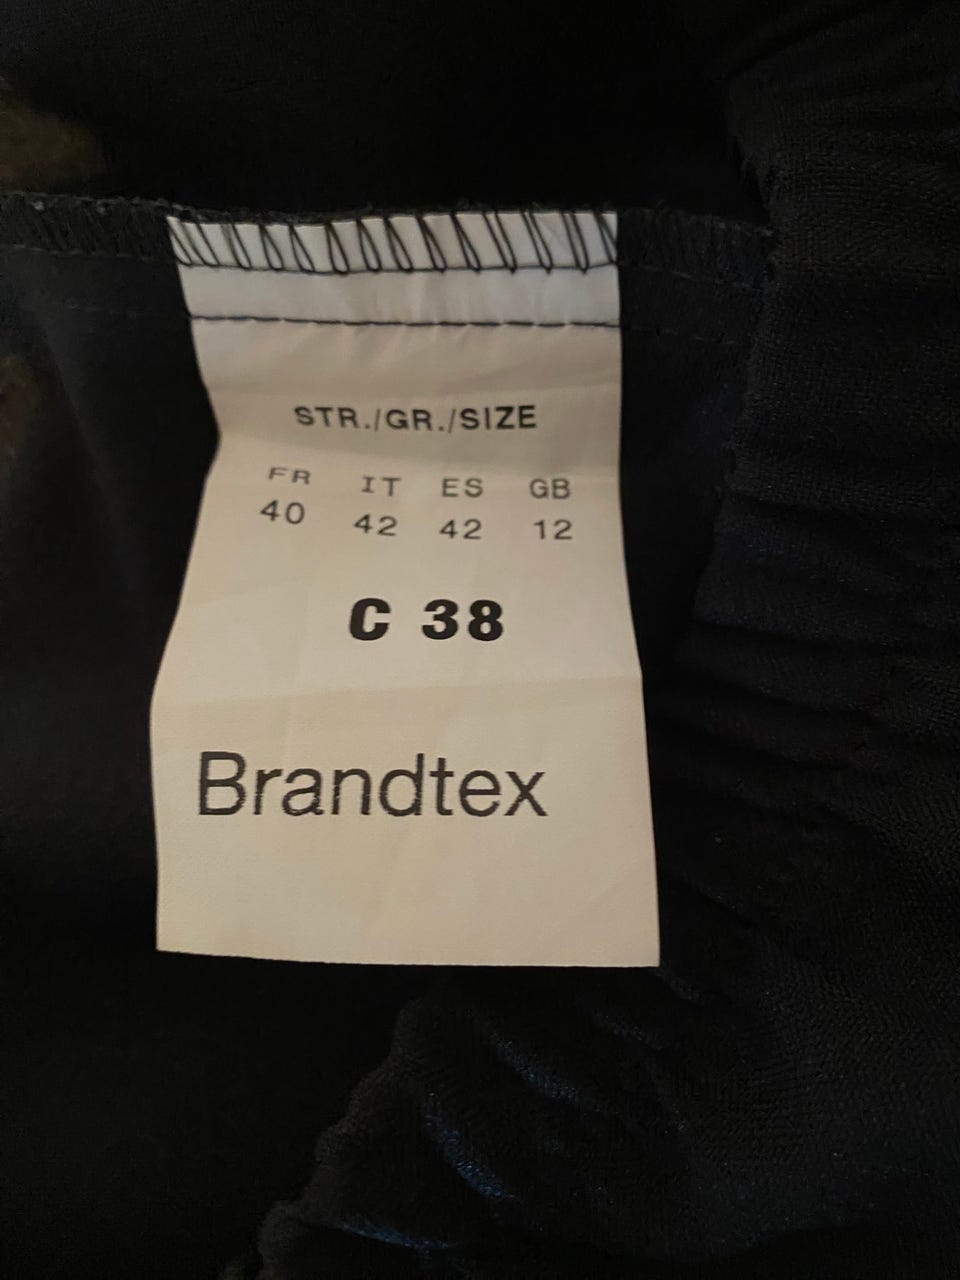 STR./GR./SIZE
FR IT ES GB
40 42 42 12
C 38
Brandtex